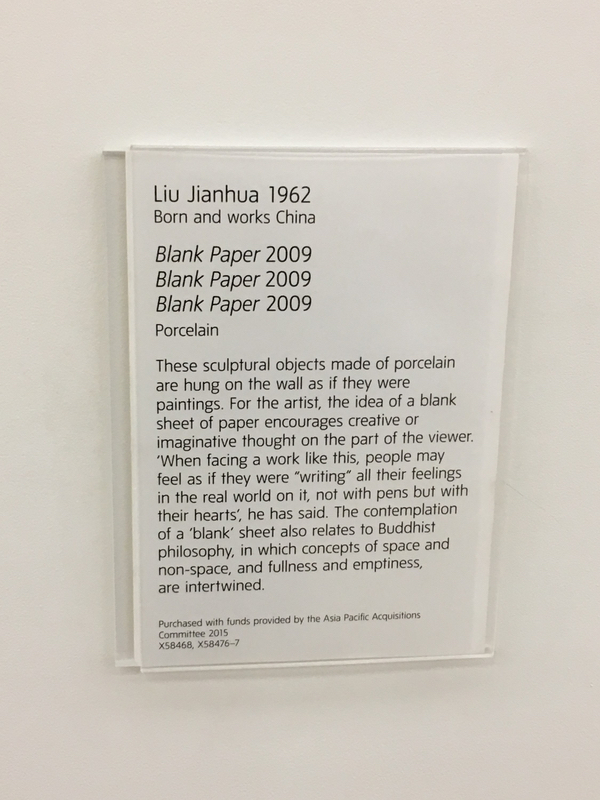 Liu Jianhua 1962
Born and works China
Blank Paper 2009
Blank Paper 2009
Blank Paper 2009
Porcelain
These sculptural objects made of porcelain
are hung on the wall as if they were
paintings. For the artist, the idea of a blank
sheet of paper encourages creative or
imaginative thought on the part of the viewer.
‘When facing a work like this, people may
feel as if they were “writing” all their feelings
in the real world on it, not with pens but with
their hearts’, he has said. The contemplation
of a ‘blank’ sheet also relates to Buddhist
philosophy, in which concepts of space and
non-space, and fullness and emptiness,
are intertwined.
Purchased with funds provided by the Asia Pacific Acquisitions
Committee 2015
X58468, X58476–7